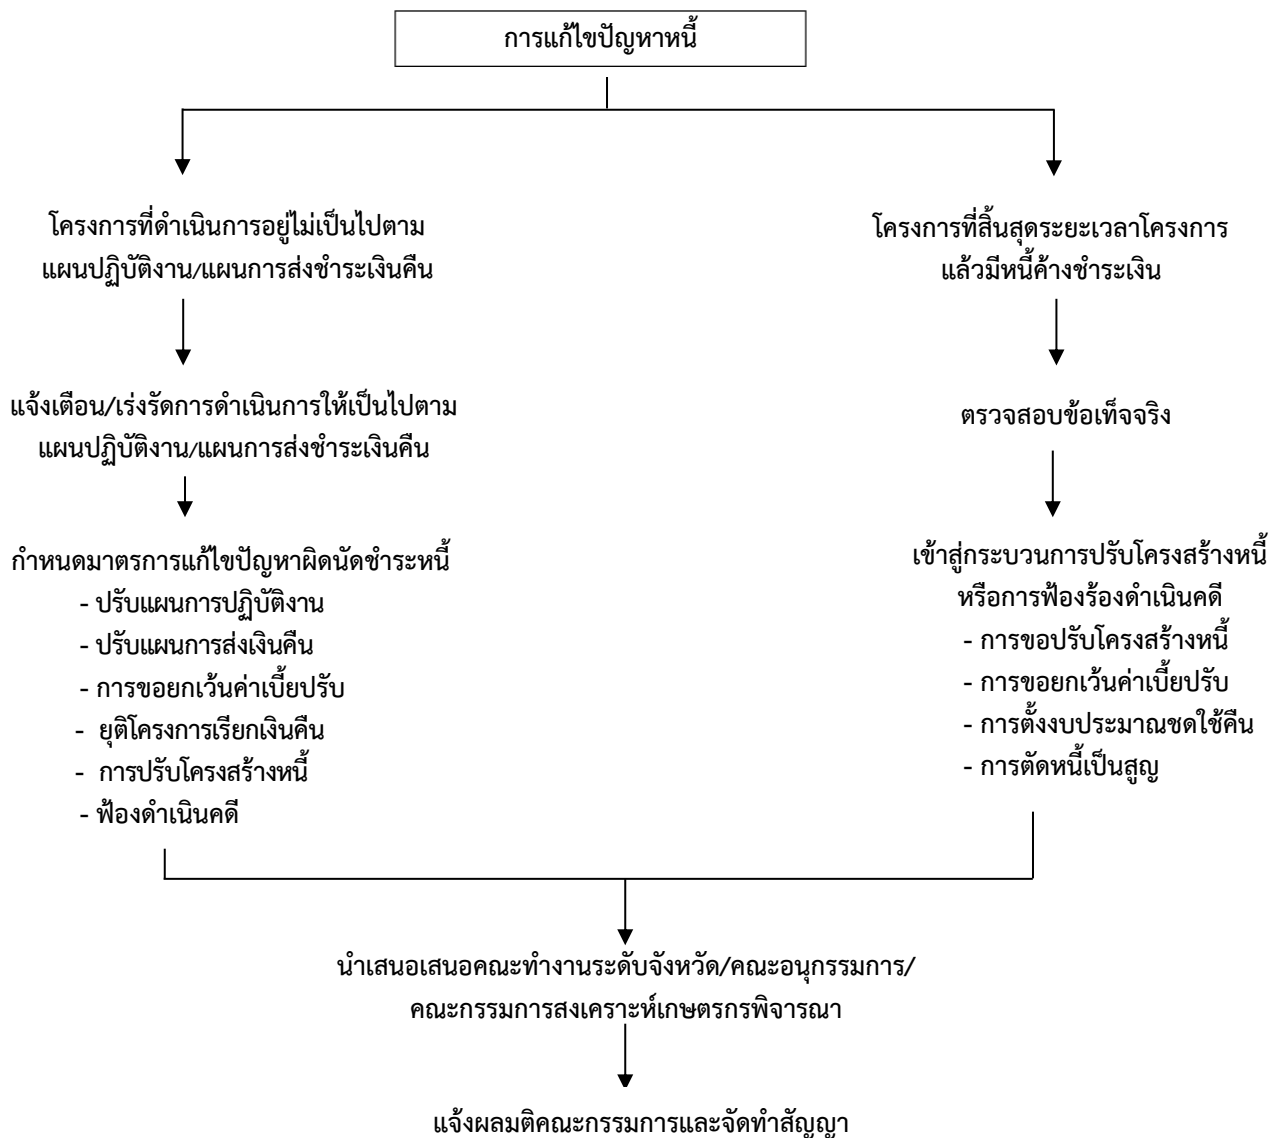 การแก้ไขปัญหาหนี้
โครงการที่ดำเนินการอยู่ไม่เป็นไปตาม
แผนปฏิบัติงาน/แผนการส่งชำระเงินคืน
แจ้งเตือน/เร่งรัดการดำเนินการให้เป็นไปตาม
แผนปฏิบัติงาน/แผนการส่งชำระเงินคืน
กำหนดมาตรการแก้ไขปัญหาผิดนัดชำระหนี้
- ปรับแผนการปฏิบัติงาน
- ปรับแผนการส่งเงินคืน
- การขอยกเว้นค่าเบี้ยปรับ
- ยุติโครงการเรียกเงินคืน
- การปรับโครงสร้างหนี้
- ฟ้องดำเนินคดี
โครงการที่สิ้นสุดระยะเวลาโครงการ
แล้วมีหนี้ค้างชำระเงิน
ตรวจสอบข้อเท็จจริง
เข้าสู่กระบวนการปรับโครงสร้างหนี้
หรือการฟ้องร้องดำเนินคดี
- การขอปรับโครงสร้างหนี้
- การขอยกเว้นค่าเบี้ยปรับ
- การตั้งงบประมาณชดใช้คืน
- การตัดหนี้เป็นสูญ
นำเสนอเสนอคณะทำงานระดับจังหวัด/คณะอนุกรรมการ/
คณะกรรมการสงเคราะห์เกษตรกรพิจารณา
แจ้งผลมติคณะกรรมการและจัดทำสัญญา